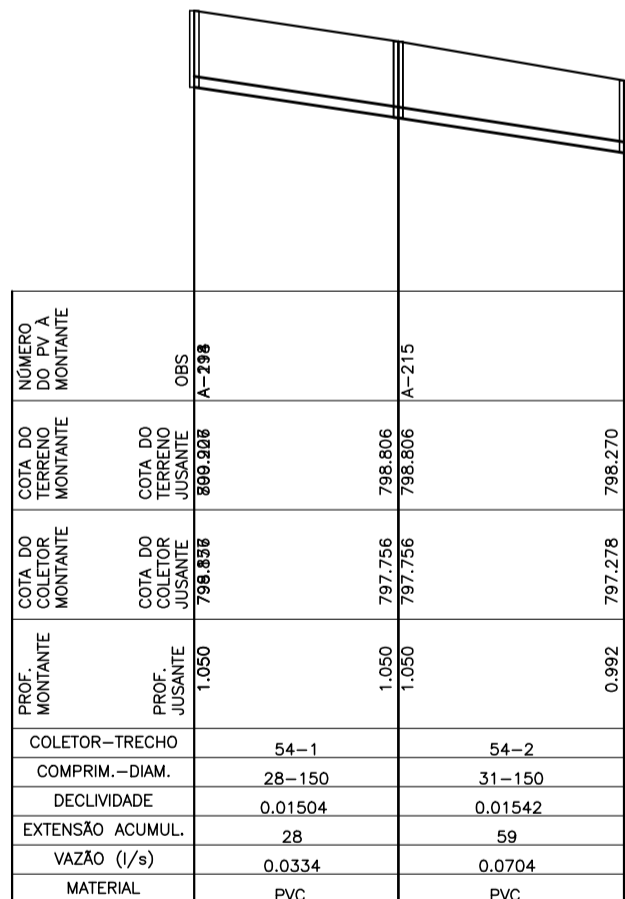 NÚMERO
DO PV À
MONTANTE
OBS
A-215
COTA DO
TERRENO
MONTANTE
COTA DO
TERRENO
JUSANTE
798.806
798.806
798.270
COTA DO
COLETOR
MONTANTE
COTA DO
COLETOR
JUSANTE
797.756
797.756
797.278
PROF.
MONTANTE
PROF.
JUSANTE
1.050
1.050
1.050
0.992
COLETOR-TRECHO 54-1 54-2
COMPRIM.-DIAM. 28-150 31-150
DECLIVIDADE 0.01504 0.01542
EXTENSÃO ACUMUL. 28 59
VAZÃO (l/s) 0.0334 0.0704
MATERIAL PVC PVC